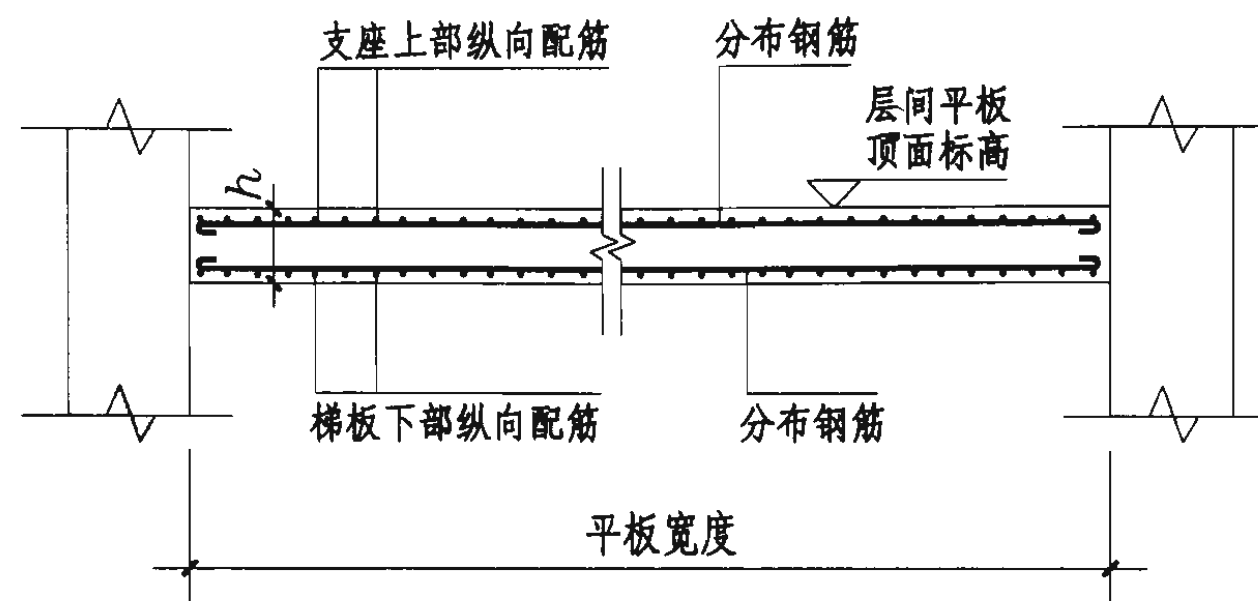 支座上部纵向配筋
分布钢筋
层间平板
顶面标高
h
梯板下部纵向配筋
分布钢筋
平板宽度